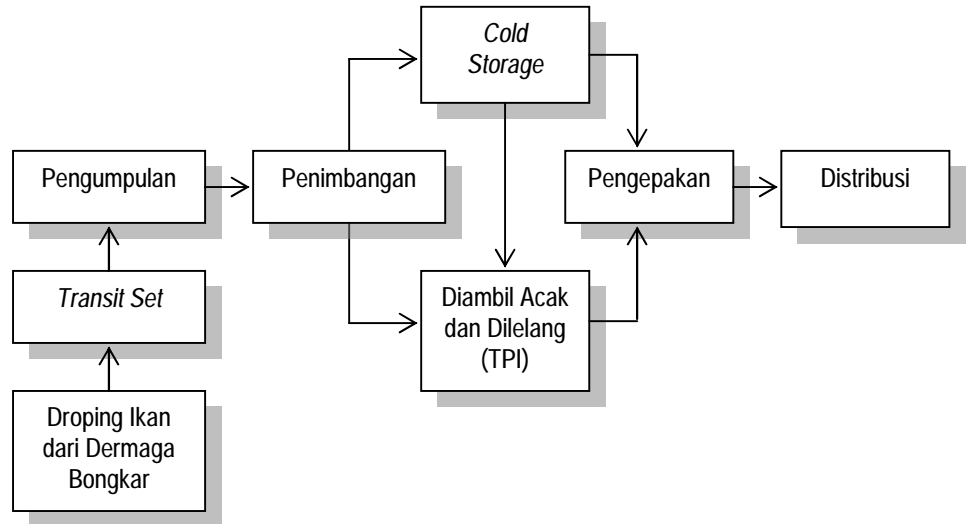 Cold
Storage
Pengumpulan
Penimbangan
Pengepakan
Distribusi
Transit Set
Diambil Acak
dan Dilelang
(TPI)
Droping Ikan
dari Dermaga
Bongkar